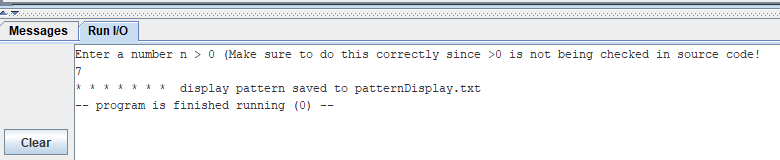 Messages Run I/O
Enter a number n > 0 (Make sure to do this correctly since >0 is not being checked in source code!
7
* * * * * * *  display pattern saved to patternDisplay.txt
-- program is finished running (0) --
Clear